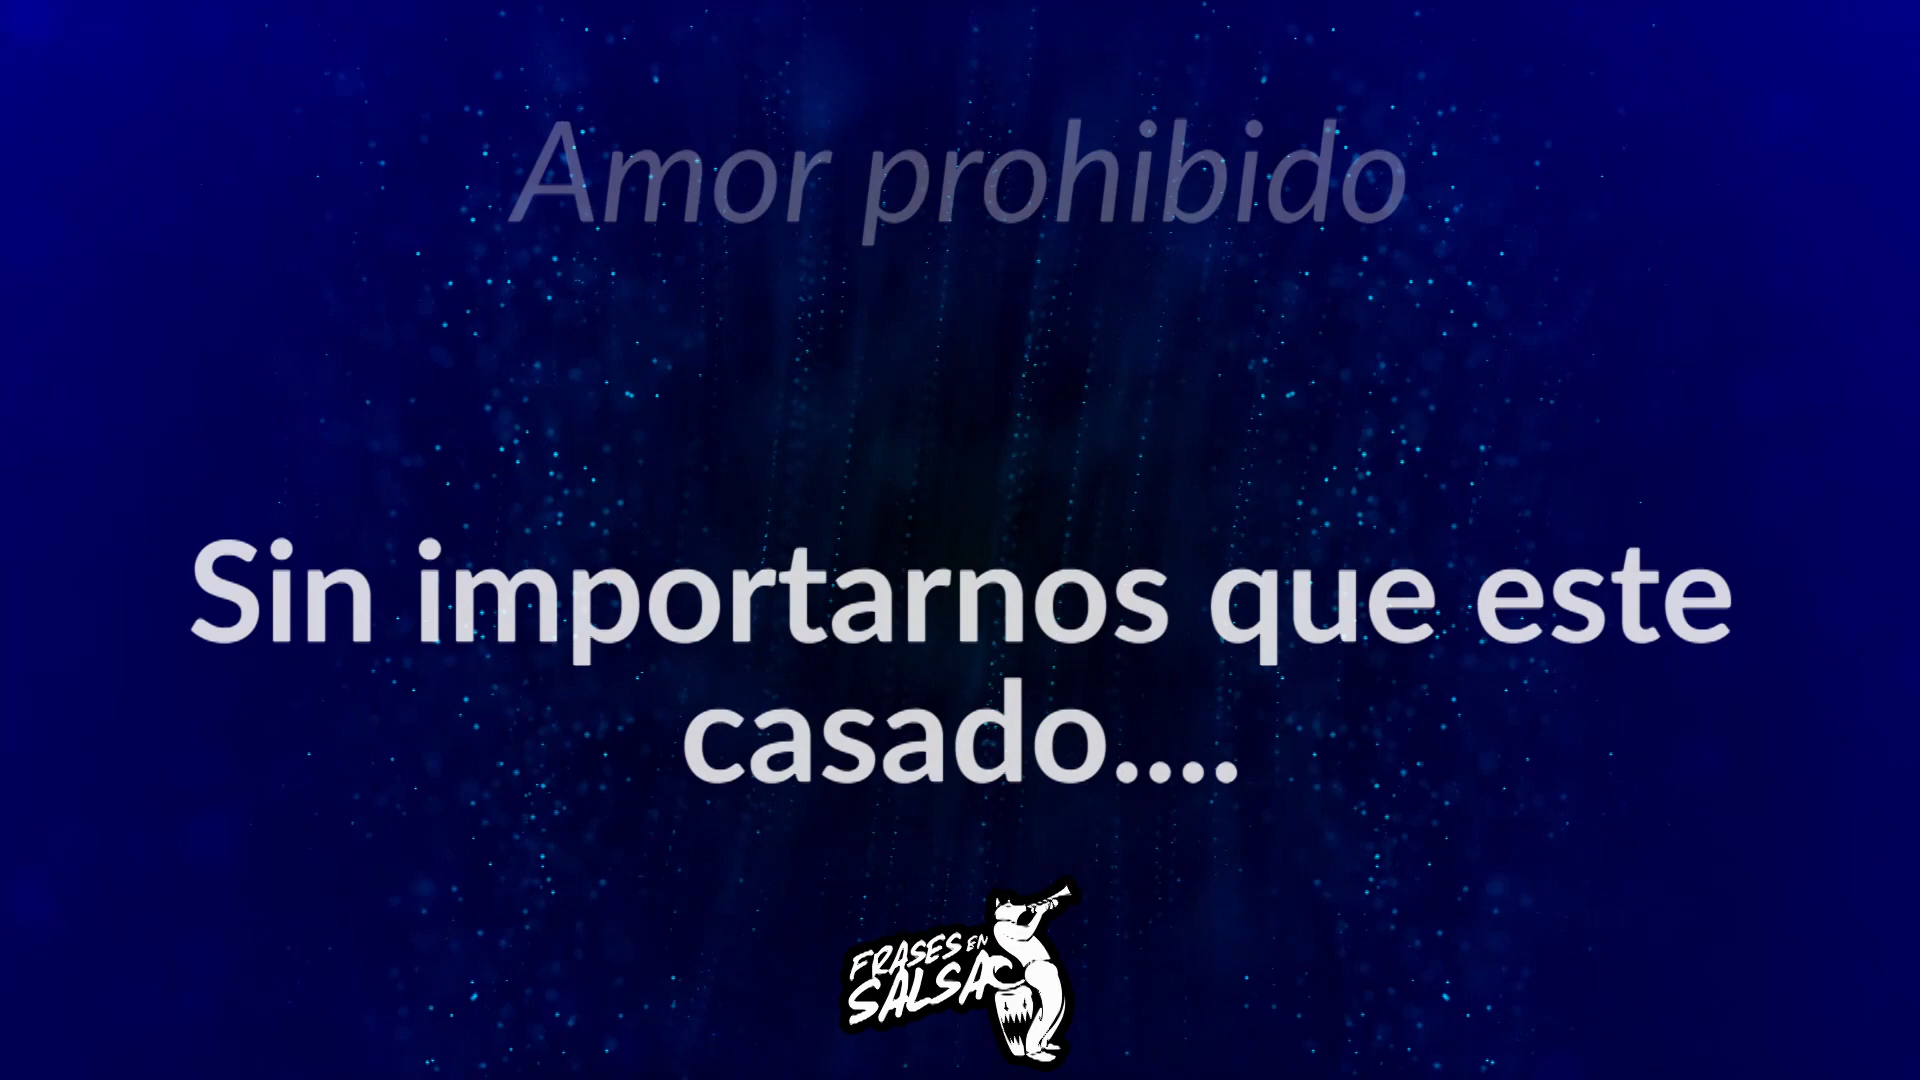 Amor prohibido
Sin importarnos que este
casado....
FRASES EN
SALSA